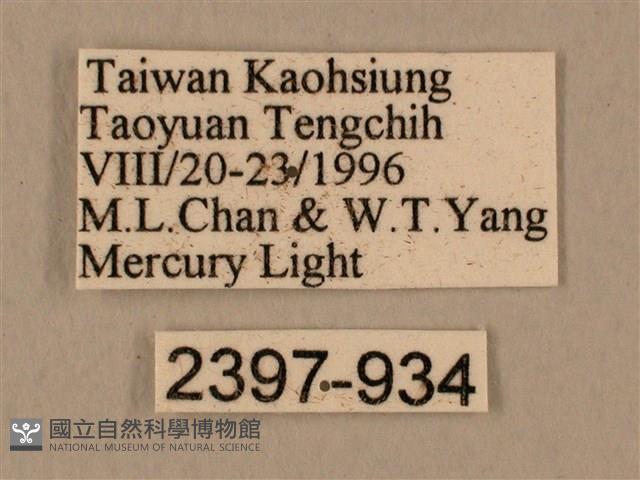 Taiwan Kaohsiung
Taoyuan Tengchih
VIII/20-23/1996
M.L.Chan & W.T.Yang
Mercury Light
2397-934
國立自然科學博物館
NATIONAL MUSEUM OF NATURAL SCIENCE